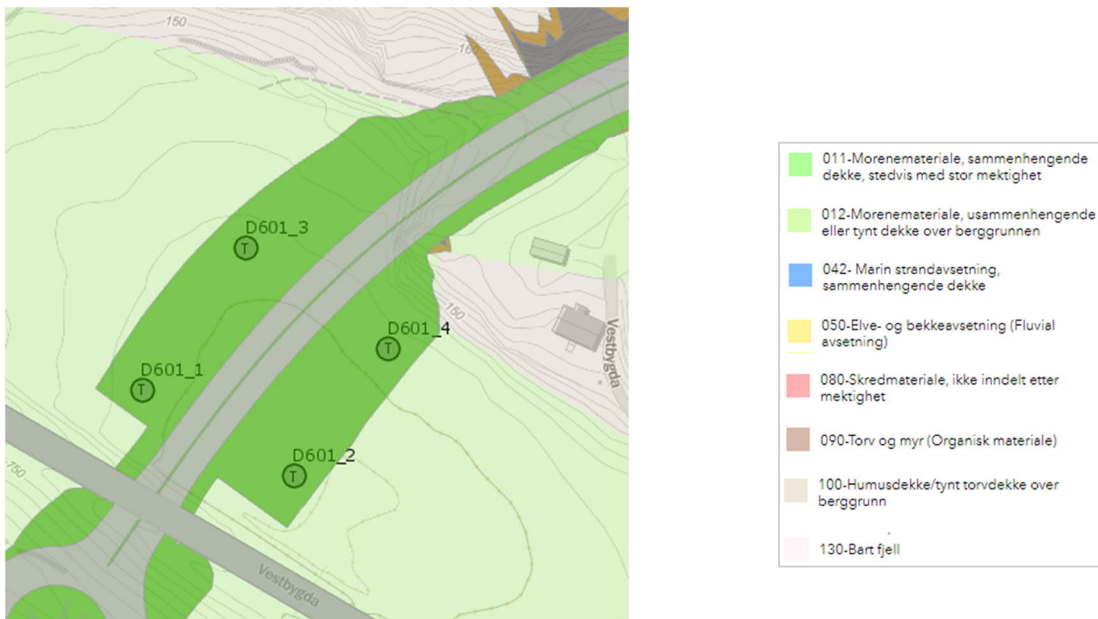 150
160
D601_3
T
D601_4
T
150
Vestbygda
D601_1
T
D601_2
T
150
Vestbygda
011-Morenemateriale, sammenhengende
dekke, stedvis med stor mektighet
012-Morenemateriale, usammenhengende
eller tynt dekke over berggrunnen
042- Marin strandavsetning,
sammenhengende dekke
050-Elve- og bekkeavsetning (Fluvial
avsetning)
080-Skredmateriale, ikke inndelt etter
mektighet
090-Torv og myr (Organisk materiale)
100-Humusdekke/tynt torvdekke over
berggrunn
130-Bart fjell